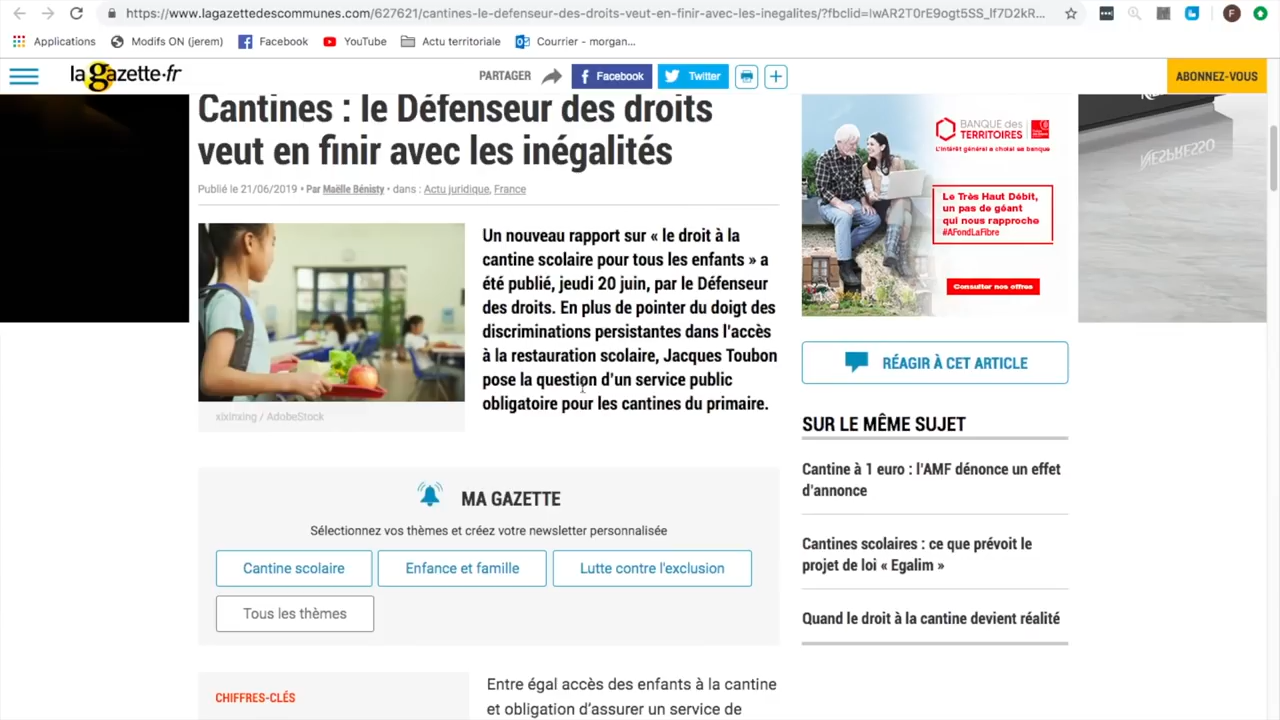 https://www.lagazettedescommunes.com/627621/cantines-le-defenseur-des-droits-veut-en-finir-avec-les-inegalites/?fbclid=IwAR2T0rE9ogt5SS_lf7D2kR...
F
Applications
Modifs ON (jerem)
Facebook
YouTube
Actu territoriale
Courrier - morgan...
la gazette.fr
PARTAGER
Facebook
Twitter
ABONNEZ-VOUS
Cantines : le Défenseur des droits
veut en finir avec les inégalités
Publié le 21/06/2019 • Par Maëlle Bénisty • dans : Actu juridique, France
Un nouveau rapport sur « le droit à la
cantine scolaire pour tous les enfants » a
été publié, jeudi 20 juin, par le Défenseur
des droits. En plus de pointer du doigt des
discriminations persistantes dans l'accès
à la restauration scolaire, Jacques Toubon
pose la question d'un service public
obligatoire pour les cantines du primaire.
xixinxing / AdobeStock
MA GAZETTE
Sélectionnez vos thèmes et créez votre newsletter personnalisée
Cantine scolaire
Enfance et famille
Lutte contre l'exclusion
Tous les thèmes
CHIFFRES-CLÉS
Entre égal accès des enfants à la cantine
et obligation d'assurer un service de
BANQUE des
TERRITOIRES
L'intérêt général a choisi sa banque
Le Très Haut Débit,
un pas de géant
qui nous rapproche
#AFondLaFibre
Consulter nos offres
NESPRESSO
RÉAGIR À CET ARTICLE
SUR LE MÊME SUJET
Cantine à 1 euro : l'AMF dénonce un effet
d'annonce
Cantines scolaires : ce que prévoit le
projet de loi « Egalim »
Quand le droit à la cantine devient réalité